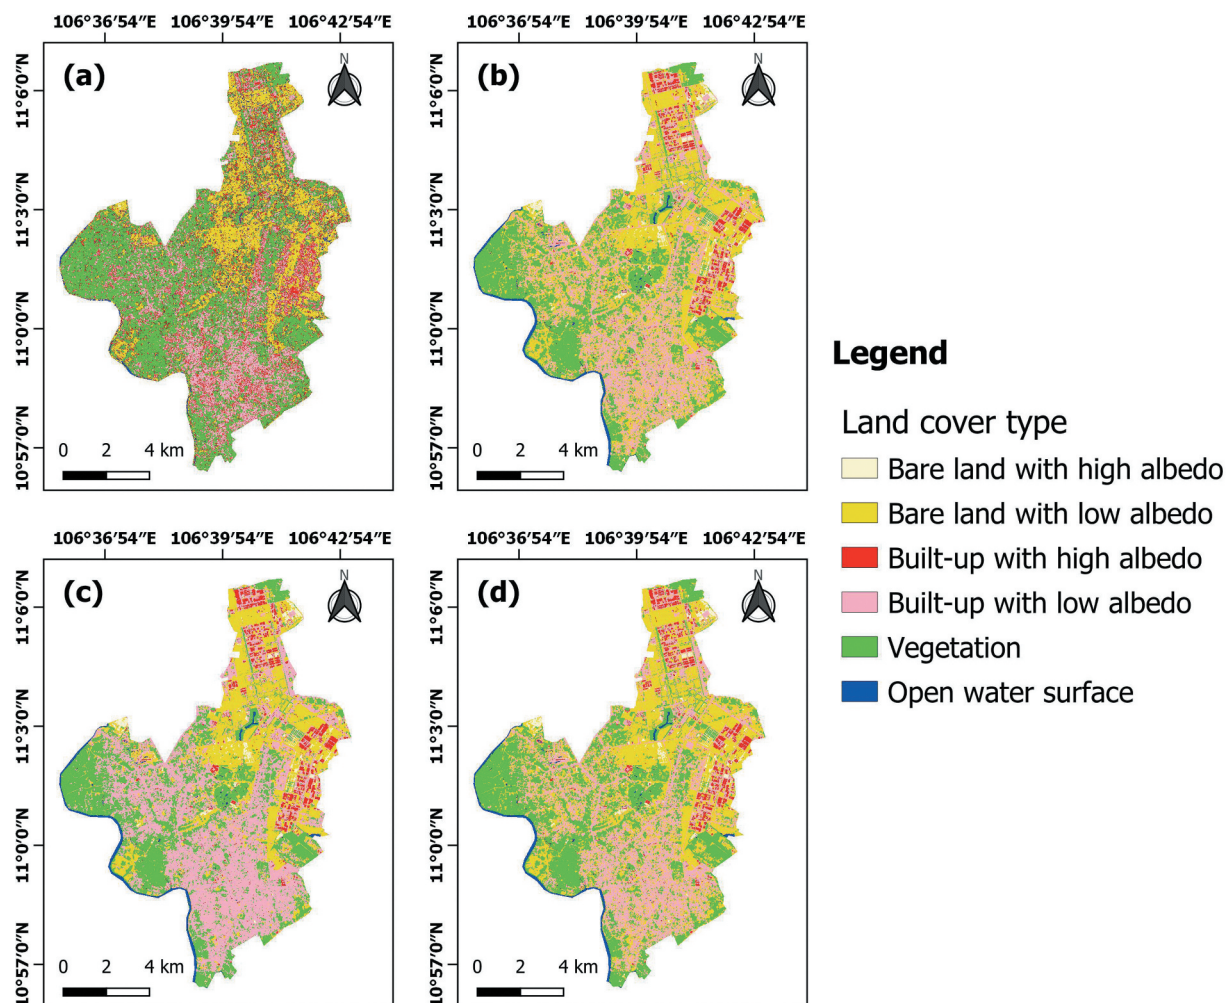 106°36′54″E 106°39′54″E 106°42′54″E
106°36′54″E 106°39′54″E 106°42′54″E
(a)
N
(b)
N
11°6′0″N
11°3′0″N
11°0′0″N
10°57′0″N
11°6′0″N
11°3′0″N
11°0′0″N
10°57′0″N
0 2 4 km
0 2 4 km
106°36′54″E 106°39′54″E 106°42′54″E
106°36′54″E 106°39′54″E 106°42′54″E
(c)
N
(d)
N
11°6′0″N
11°3′0″N
11°0′0″N
10°57′0″N
11°6′0″N
11°3′0″N
11°0′0″N
10°57′0″N
0 2 4 km
0 2 4 km
Legend
Land cover type
Bare land with high albedo
Bare land with low albedo
Built-up with high albedo
Built-up with low albedo
Vegetation
Open water surface